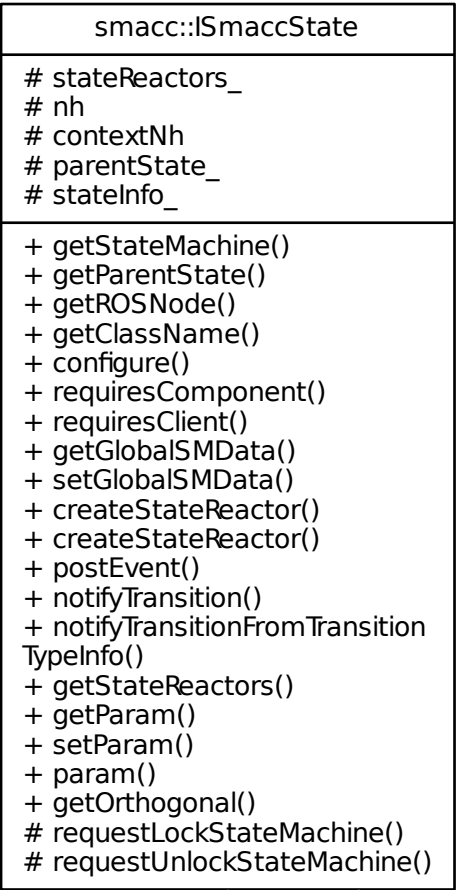 smacc::ISmaccState
# stateReactors_
# nh
# contextNh
# parentState_
# stateInfo_
+ getStateMachine()
+ getParentState()
+ getROSNode()
+ getClassName()
+ configure()
+ requiresComponent()
+ requiresClient()
+ getGlobalSMData()
+ setGlobalSMData()
+ createStateReactor()
+ createStateReactor()
+ postEvent()
+ notifyTransition()
+ notifyTransitionFromTransition
TypeInfo()
+ getStateReactors()
+ getParam()
+ setParam()
+ param()
+ getOrthogonal()
# requestLockStateMachine()
# requestUnlockStateMachine()